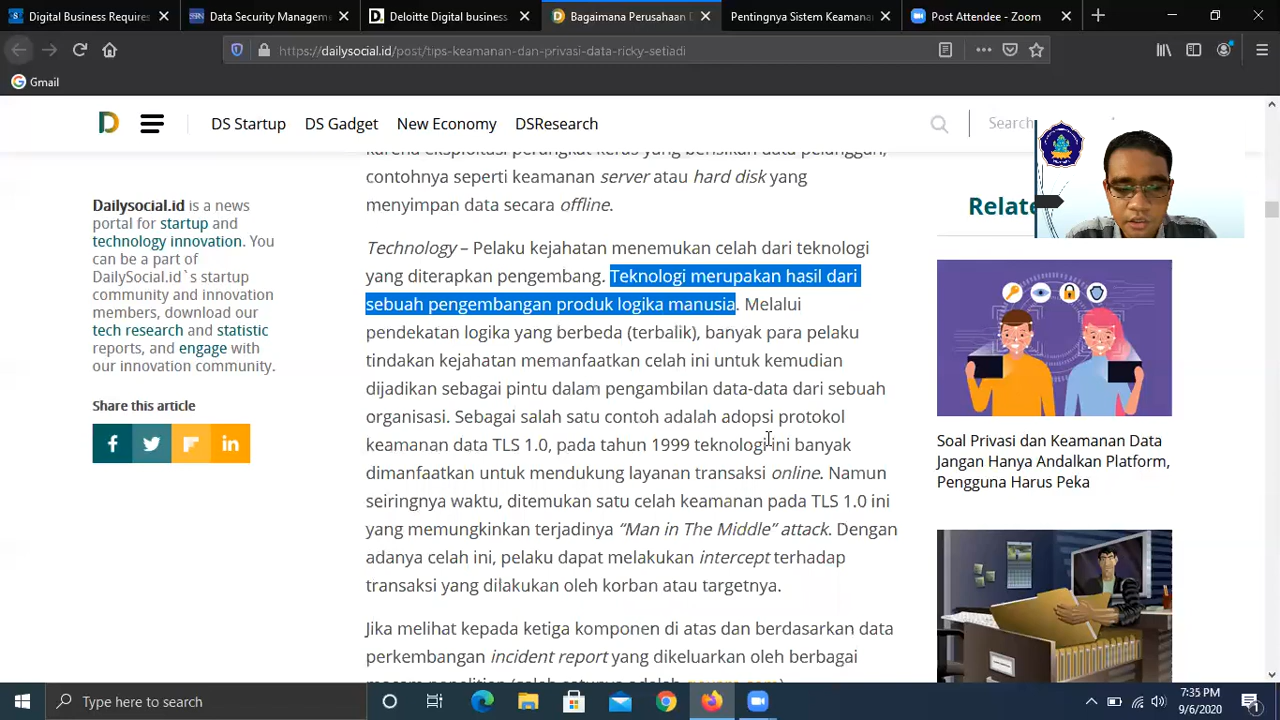 Digital Business Requires
Data Security Managem
Deloitte Digital business
Bagaimana Perusahaan D
Pentingnya Sistem Keamana
Post Attendee - Zoom
https://dailysocial.id/post/tips-keamanan-dan-privasi-data-ricky-setiadi
Gmail
DS Startup
DS Gadget
New Economy
DSResearch
Search
karena eksploitasi perangkat keras yang berisikan data pelanggan,
contohnya seperti keamanan server atau hard disk yang
menyimpan data secara offline.
Technology – Pelaku kejahatan menemukan celah dari teknologi
yang diterapkan pengembang. Teknologi merupakan hasil dari
sebuah pengembangan produk logika manusia. Melalui
pendekatan logika yang berbeda (terbalik), banyak para pelaku
tindakan kejahatan memanfaatkan celah ini untuk kemudian
dijadikan sebagai pintu dalam pengambilan data-data dari sebuah
organisasi. Sebagai salah satu contoh adalah adopsi protokol
keamanan data TLS 1.0, pada tahun 1999 teknologi ini banyak
dimanfaatkan untuk mendukung layanan transaksi online. Namun
seiringnya waktu, ditemukan satu celah keamanan pada TLS 1.0 ini
yang memungkinkan terjadinya “Man in The Middle” attack. Dengan
adanya celah ini, pelaku dapat melakukan intercept terhadap
transaksi yang dilakukan oleh korban atau targetnya.
Jika melihat kepada ketiga komponen di atas dan berdasarkan data
perkembangan incident report yang dikeluarkan oleh berbagai
Dailysocial.id is a news
portal for startup and
technology innovation. You
can be a part of
DailySocial.id`s startup
community and innovation
members, download our
tech research and statistic
reports, and engage with
our innovation community.
Share this article
Relate
Soal Privasi dan Keamanan Data
Jangan Hanya Andalkan Platform,
Pengguna Harus Peka
Type here to search
7:35 PM
9/6/2020